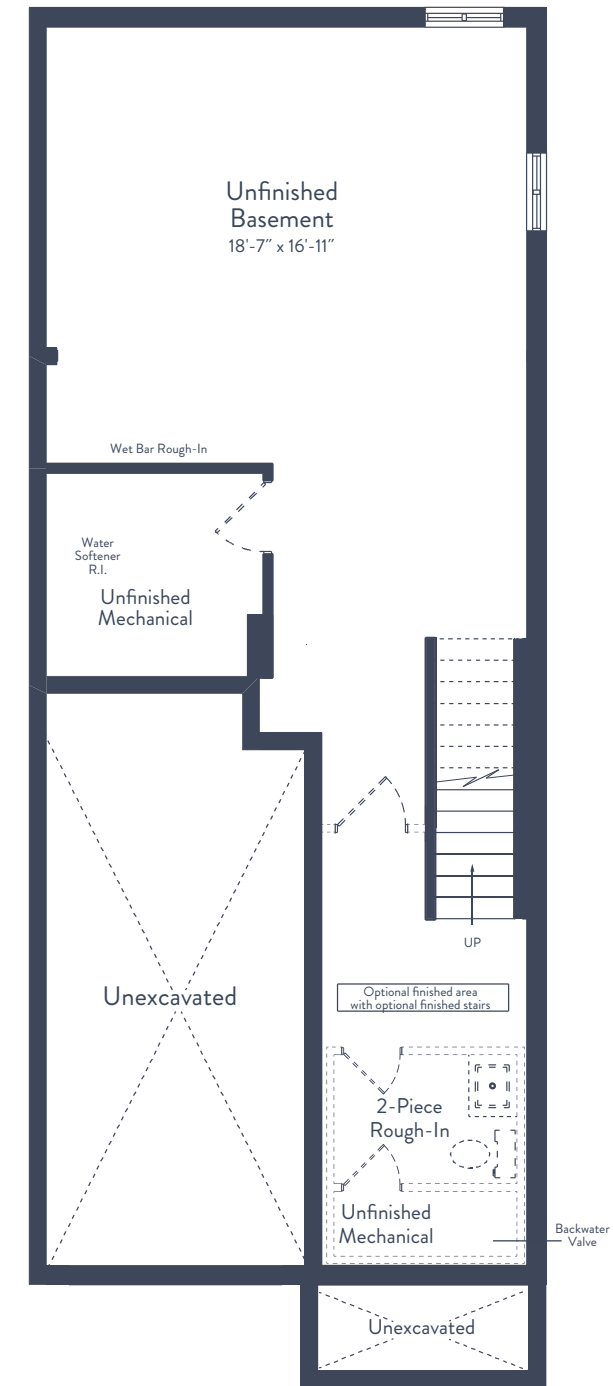 Unfinished
Basement
18'-7" x 16'-11"
Wet Bar Rough-In
Water
Softener
R.I.
Unfinished
Mechanical
UP
Unexcavated
Optional finished area
with optional finished stairs
2-Piece
Rough-In
Unfinished
Mechanical
Backwater
Valve
Unexcavated